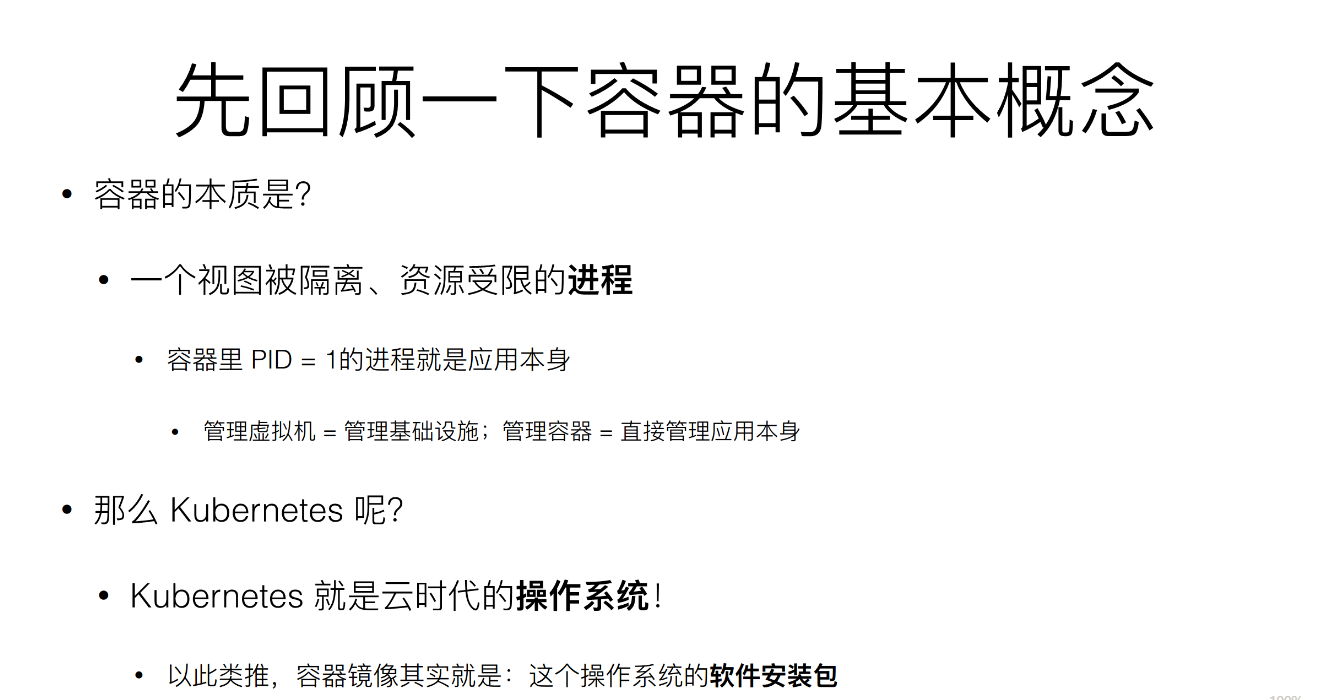 先回顾一下容器的基本概念
• 容器的本质是?
• 一个视图被隔离、资源受限的进程
• 容器里 PID = 1的进程就是应用本身
• 管理虚拟机 = 管理基础设施；管理容器 = 直接管理应用本身
• 那么 Kubernetes 呢?
• Kubernetes 就是云时代的操作系统！
• 以此类推，容器镜像其实就是：这个操作系统的软件安装包